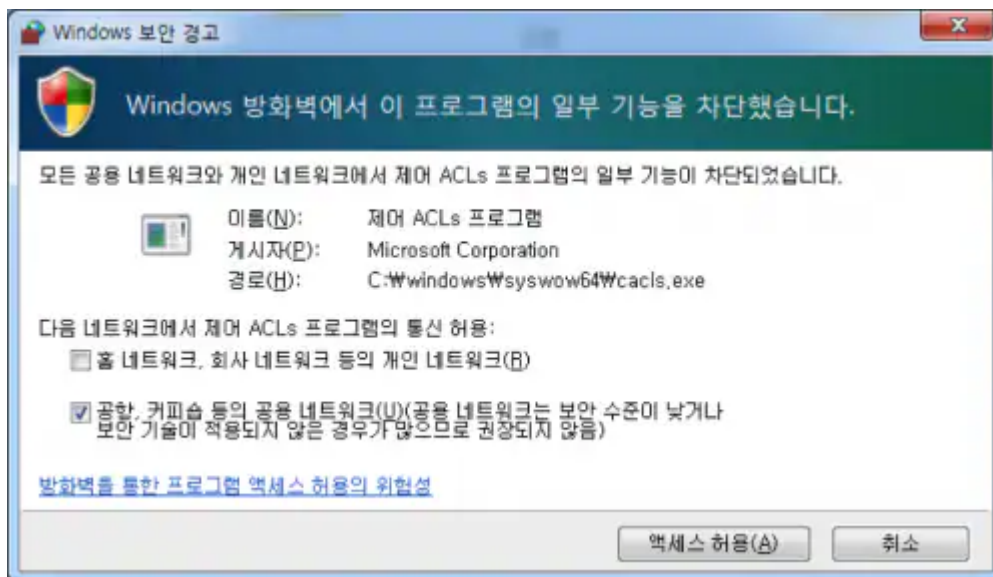 Windows 보안 경고
Windows 방화벽에서 이 프로그램의 일부 기능을 차단했습니다.
모든 공용 네트워크와 개인 네트워크에서 제어 ACLs 프로그램의 일부 기능이 차단되었습니다.
이름(N): 제어 ACLs 프로그램
게시자(P): Microsoft Corporation
경로(H): C:₩windows₩syswow64₩cacls.exe
다음 네트워크에서 제어 ACLs 프로그램의 통신 허용:
홈 네트워크, 회사 네트워크 등의 개인 네트워크(R)
공항, 커피숍 등의 공용 네트워크(U)(공용 네트워크는 보안 수준이 낮거나
보안 기술이 적용되지 않은 경우가 많으므로 권장되지 않음)
방화벽을 통한 프로그램 액세스 허용의 위험성
액세스 허용(A) 취소